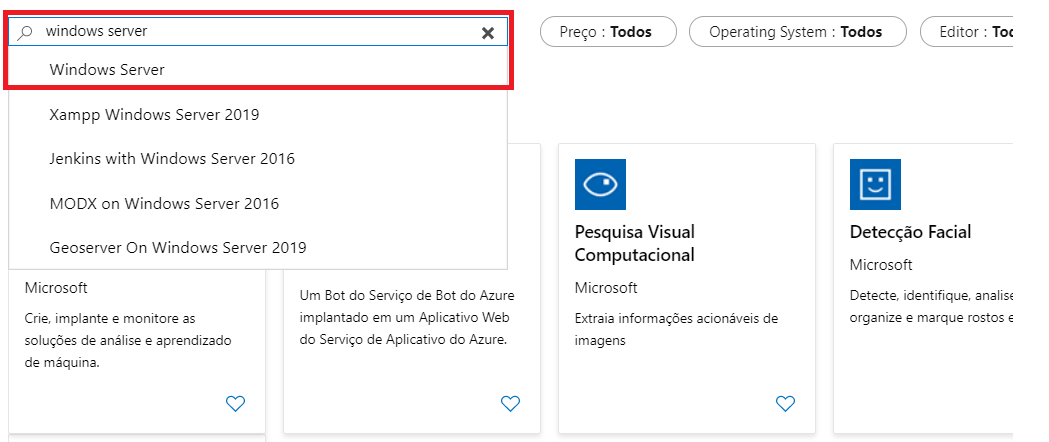 windows server
Preço : Todos
Operating System : Todos
Editor :
Windows Server
Xampp Windows Server 2019
Jenkins with Windows Server 2016
MODX on Windows Server 2016
Geoserver On Windows Server 2019
Microsoft
Crie, implante e monitore as
soluções de análise e aprendizado
de máquina.
Um Bot do Serviço de Bot do Azure
implantado em um Aplicativo Web
do Serviço de Aplicativo do Azure.
Pesquisa Visual
Computacional
Microsoft
Extraia informações acionáveis de
imagens
Detecção Facial
Microsoft
Detecte, identifique, analise
organize e marque rostos e